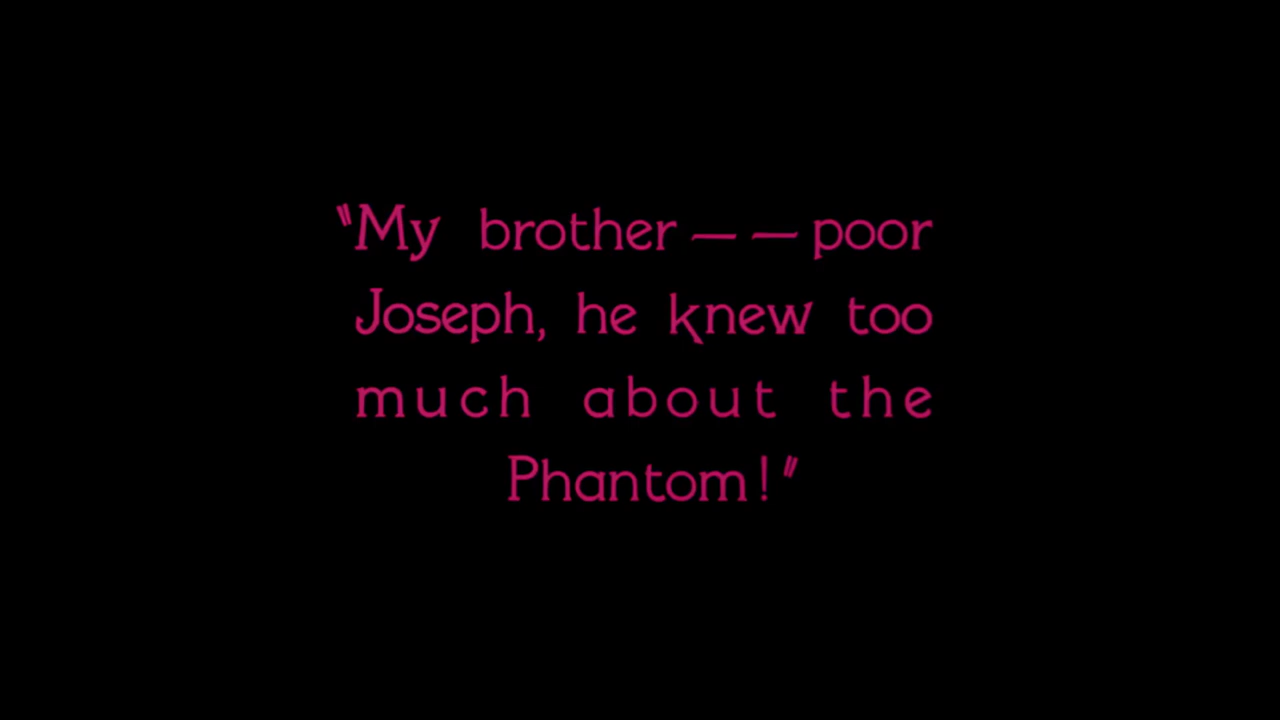 "My brother — — poor
Joseph, he knew too
much about the
Phantom!"